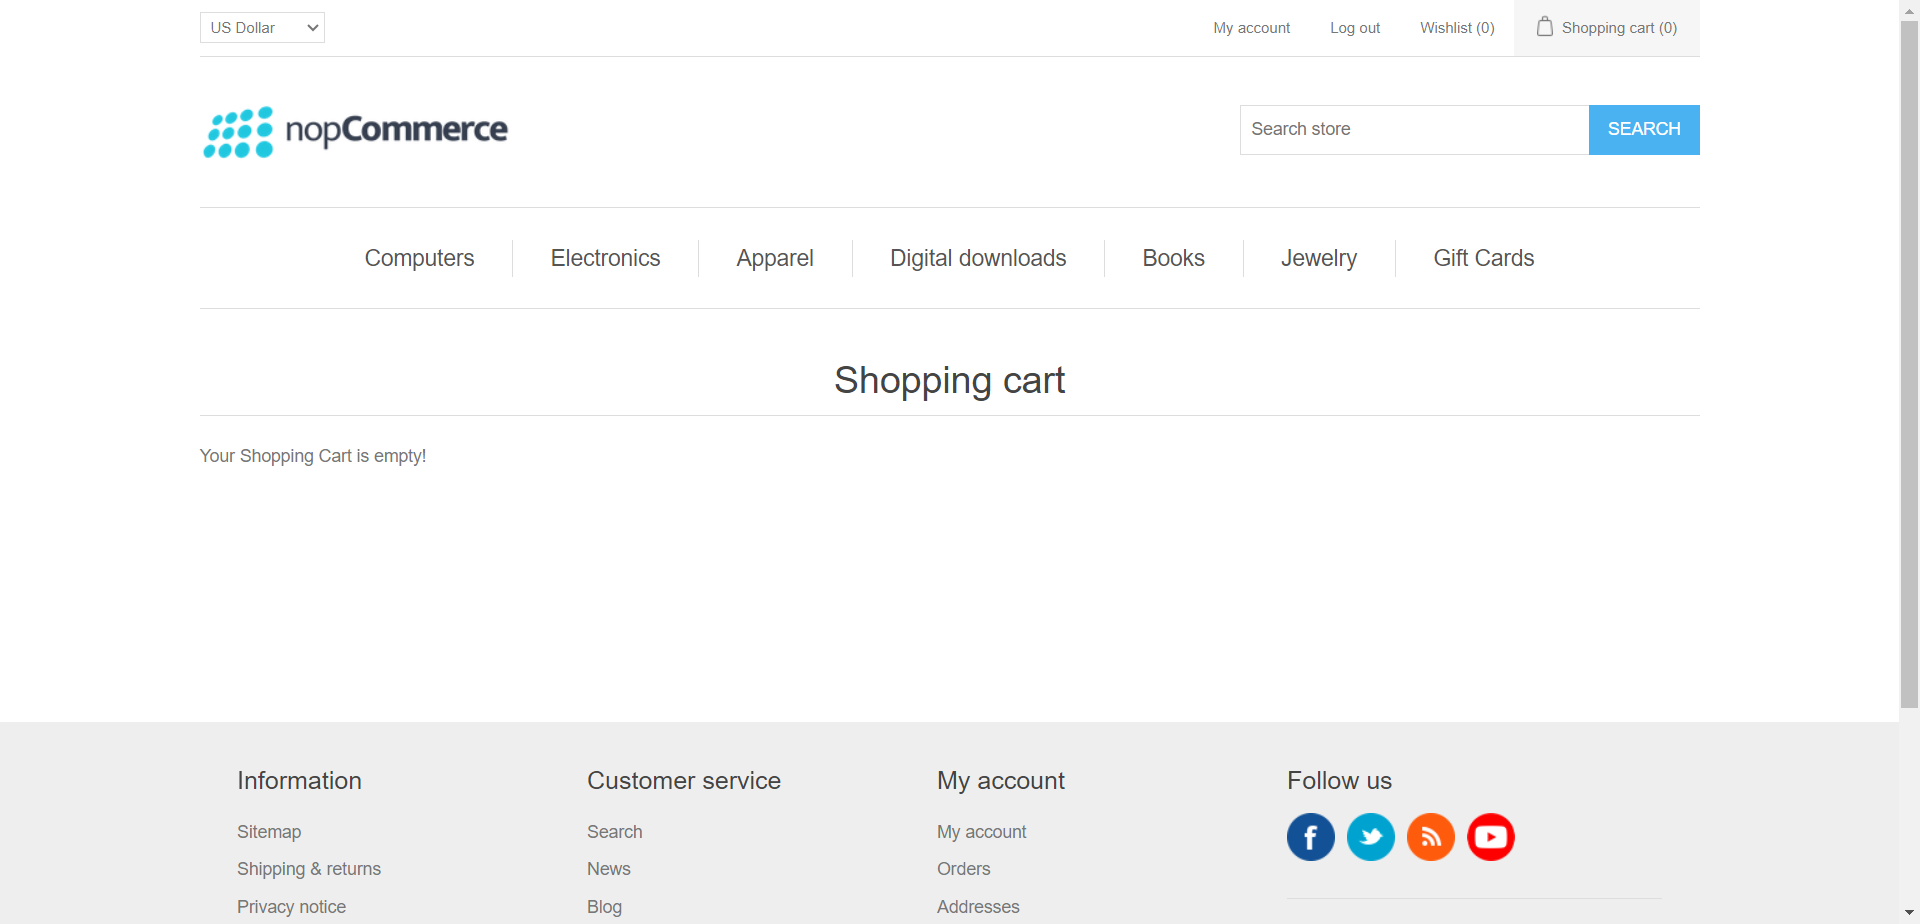 US Dollar
My account
Log out
Wishlist (0)
Shopping cart (0)
nopCommerce
Search store
SEARCH
Computers
Electronics
Apparel
Digital downloads
Books
Jewelry
Gift Cards
Shopping cart
Your Shopping Cart is empty!
Information
Sitemap
Shipping & returns
Privacy notice
Customer service
Search
News
Blog
My account
My account
Orders
Addresses
Follow us